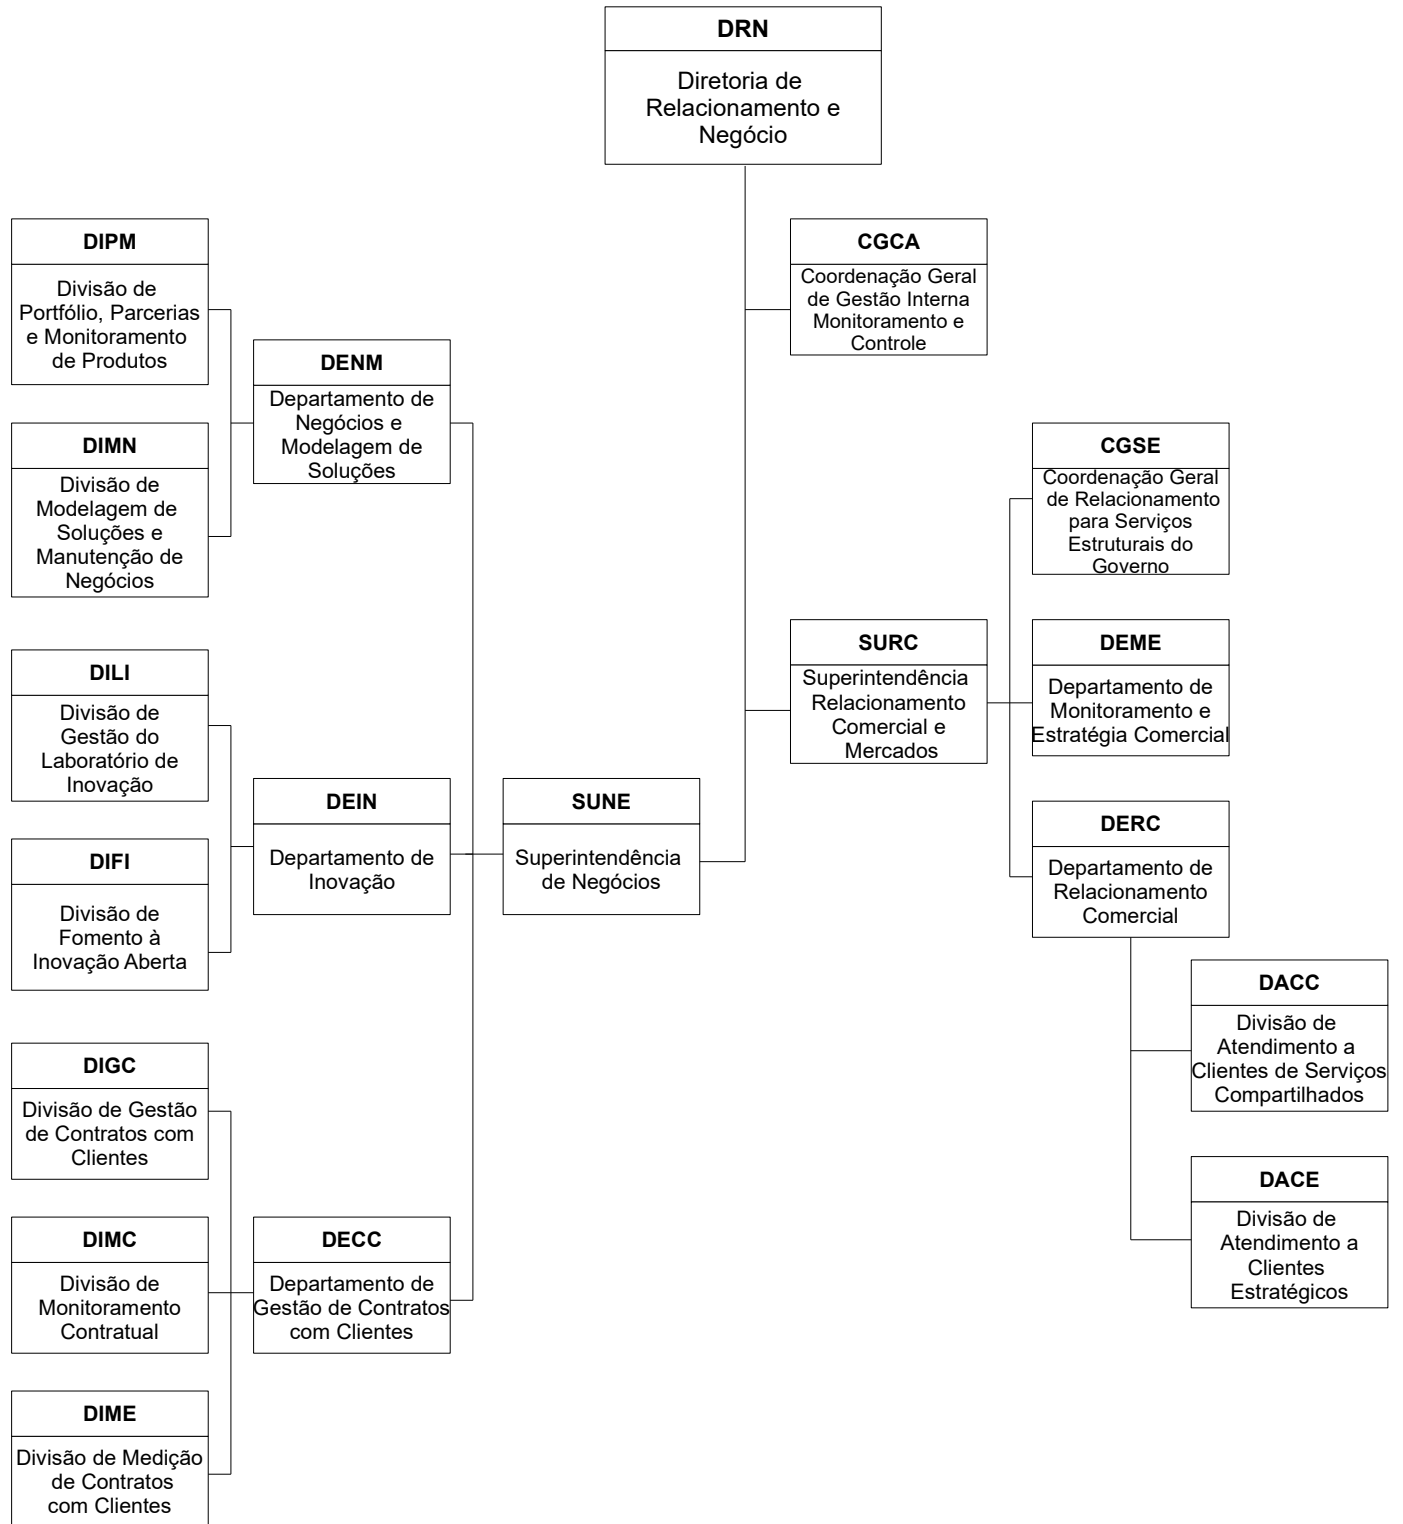 DRN
Diretoria de
Relacionamento e
Negócio
DIPM
Divisão de
Portfólio, Parcerias
e Monitoramento
de Produtos
CGCA
Coordenação Geral
de Gestão Interna
Monitoramento e
Controle
DENM
Departamento de
Negócios e
Modelagem de
Soluções
DIMN
Divisão de
Modelagem de
Soluções e
Manutenção de
Negócios
CGSE
Coordenação Geral
de Relacionamento
para Serviços
Estruturais do
Governo
DILI
Divisão de
Gestão do
Laboratório de
Inovação
SURC
Superintendência
Relacionamento
Comercial e
Mercados
DEME
Departamento de
Monitoramento e
Estratégia Comercial
DEIN
Departamento de
Inovação
SUNE
Superintendência
de Negócios
DERC
Departamento de
Relacionamento
Comercial
DIFI
Divisão de
Fomento à
Inovação Aberta
DACC
Divisão de
Atendimento a
Clientes de Serviços
Compartilhados
DIGC
Divisão de Gestão
de Contratos com
Clientes
DACE
Divisão de
Atendimento a
Clientes
Estratégicos
DIMC
Divisão de
Monitoramento
Contratual
DECC
Departamento de
Gestão de Contratos
com Clientes
DIME
Divisão de Medição
de Contratos
com Clientes